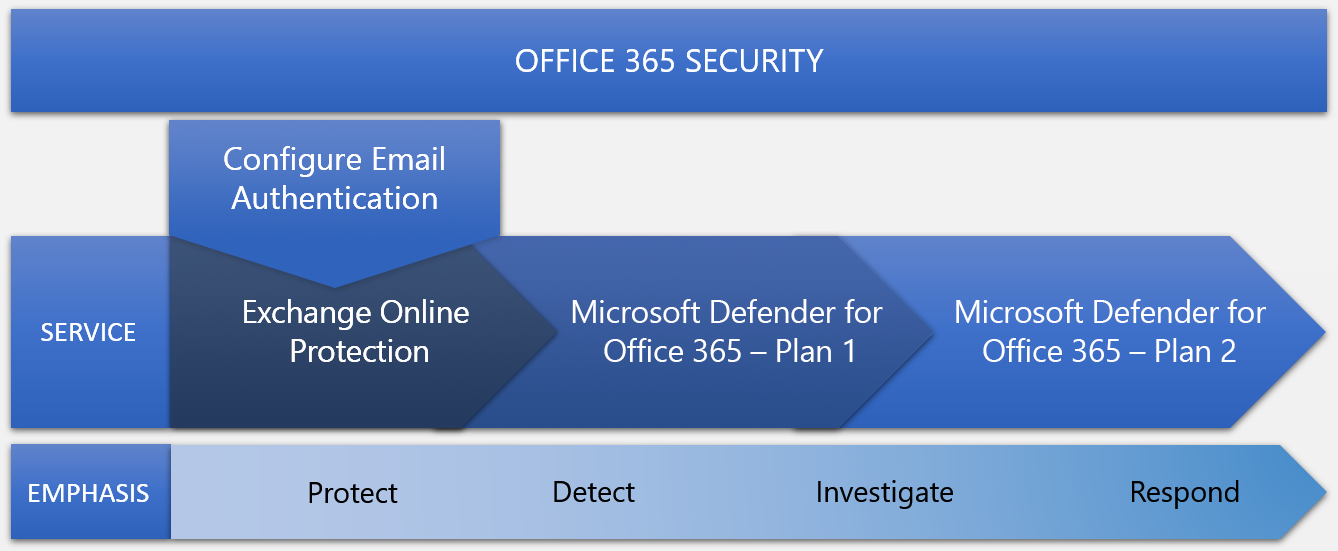 OFFICE 365 SECURITY
Configure Email
Authentication
SERVICE
Exchange Online
Protection
Microsoft Defender for
Office 365 – Plan 1
Microsoft Defender for
Office 365 – Plan 2
EMPHASIS
Protect
Detect
Investigate
Respond